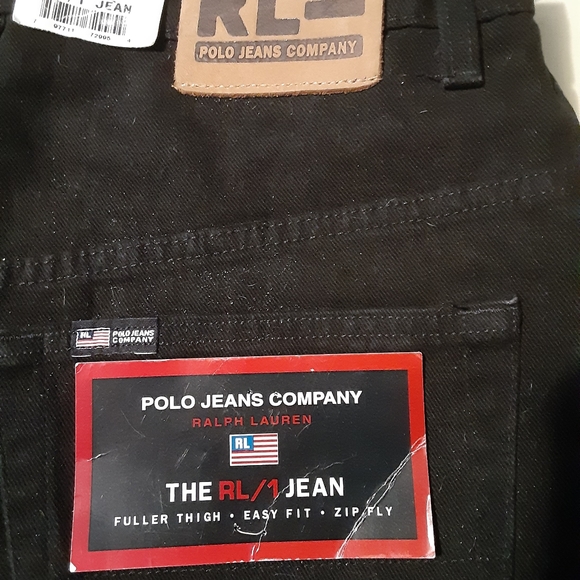 JEAN
RL
POLO JEANS COMPANY
RL POLO JEANS
COMPANY
POLO JEANS COMPANY
RALPH LAUREN
RL
THE RL/1 JEAN
FULLER THIGH • EASY FIT • ZIP FLY